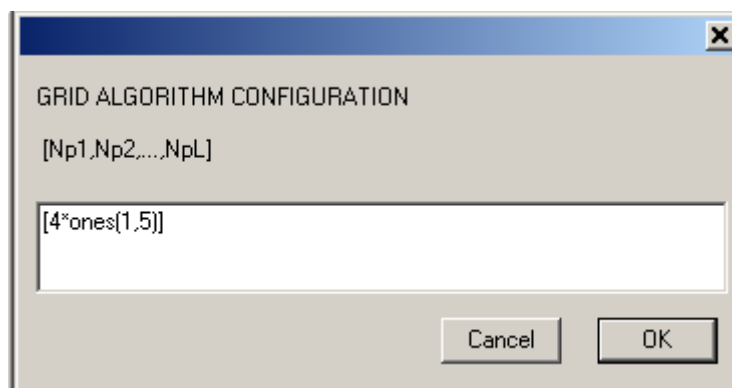 GRID ALGORITHM CONFIGURATION
[Np1,Np2,...,NpL]
[4*ones(1,5)]
Cancel OK